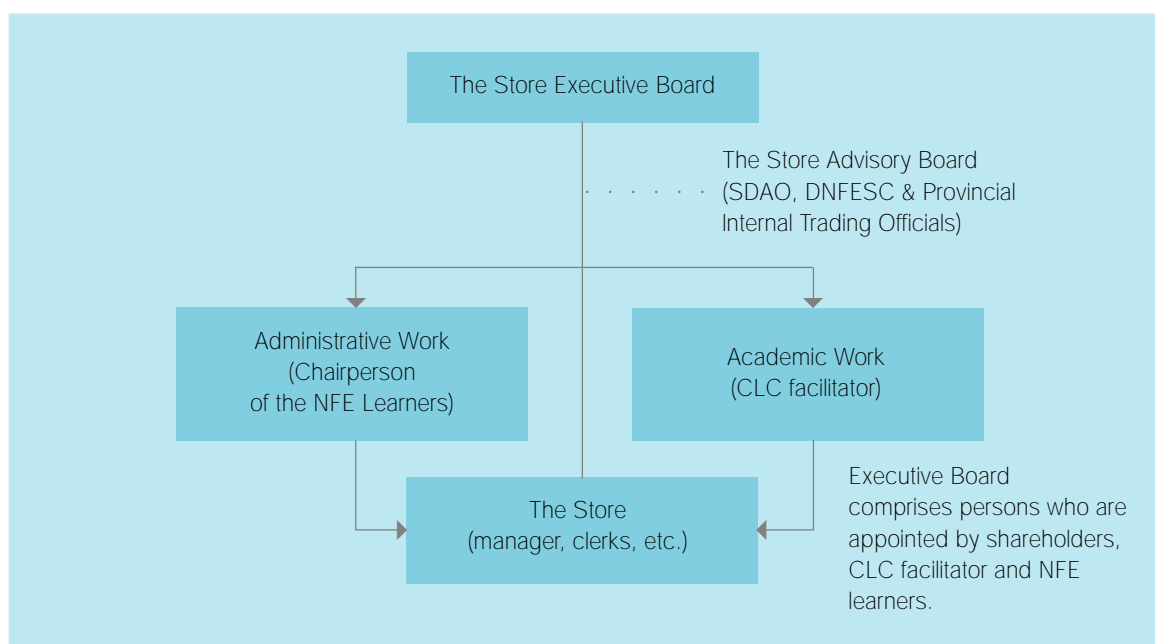 The Store Executive Board
The Store Advisory Board
(SDAO, DNFESC & Provincial
Internal Trading Officials)
Administrative Work
(Chairperson
of the NFE Learners)
Academic Work
(CLC facilitator)
The Store
(manager, clerks, etc.)
Executive Board
comprises persons who are
appointed by shareholders,
CLC facilitator and NFE
learners.